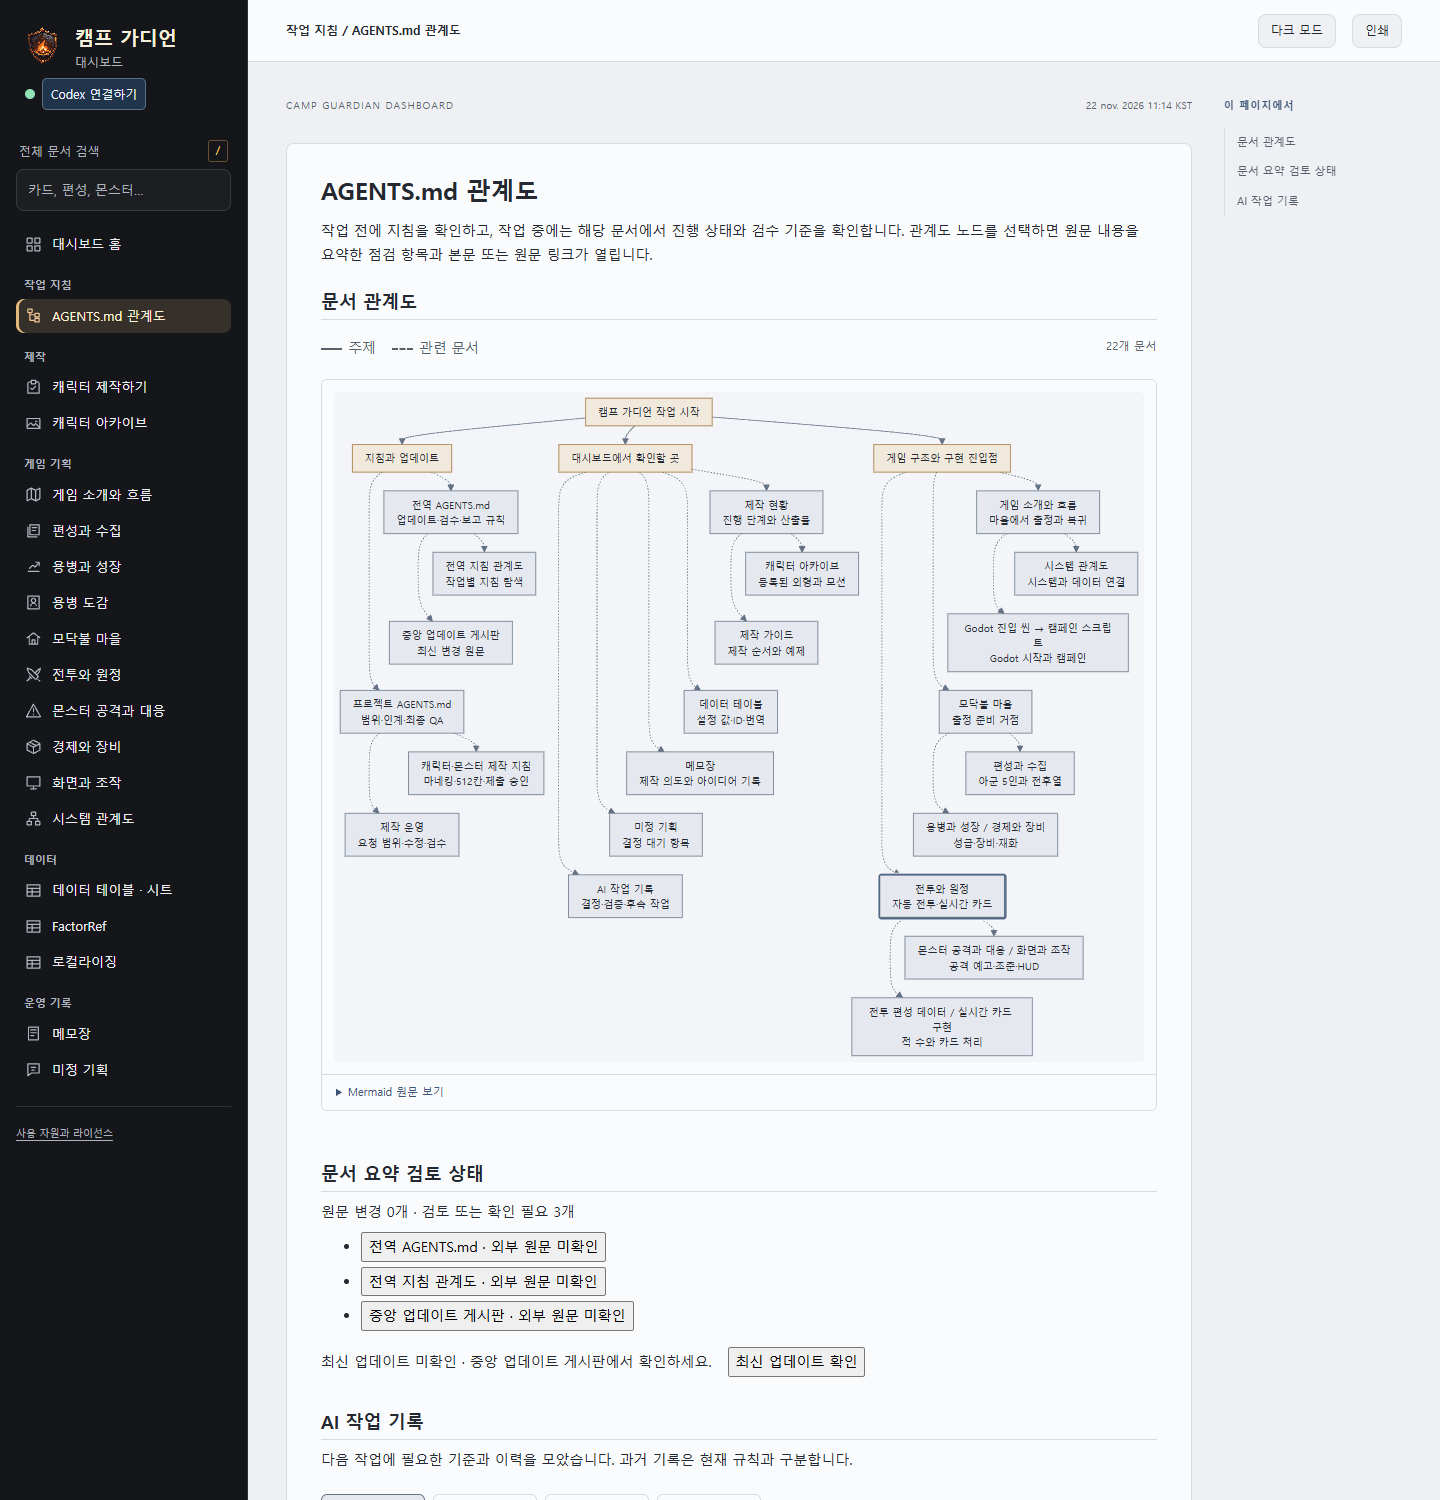 캠프 가디언
대시보드
Codex 연결하기
전체 문서 검색
/
카드, 편성, 몬스터...
대시보드 홈
작업 지침
AGENTS.md 관계도
제작
캐릭터 제작하기
캐릭터 아카이브
게임 기획
게임 소개와 흐름
편성과 수집
용병과 성장
용병 도감
모닥불 마을
전투와 원정
몬스터 공격과 대응
경제와 장비
화면과 조작
시스템 관계도
데이터
데이터 테이블 · 시트
FactorRef
로컬라이징
운영 기록
메모장
미정 기획
사용 자원과 라이선스
작업 지침 / AGENTS.md 관계도
다크 모드
인쇄
CAMP GUARDIAN DASHBOARD
22 nov. 2026 11:14 KST
AGENTS.md 관계도
작업 전에 지침을 확인하고, 작업 중에는 해당 문서에서 진행 상태와 검수 기준을 확인합니다. 관계도 노드를 선택하면 원문 내용을
요약한 점검 항목과 본문 또는 원문 링크가 열립니다.
문서 관계도
주제
관련 문서
22개 문서
캠프 가디언 작업 시작
지침과 업데이트
대시보드에서 확인할 곳
게임 구조와 구현 진입점
전역 AGENTS.md
업데이트·검수·보고 규칙
제작 현황
진행 단계와 산출물
게임 소개와 흐름
마을에서 출정과 복귀
전역 지침 관계도
작업별 지침 탐색
캐릭터 아카이브
등록된 외형과 모션
시스템 관계도
시스템과 데이터 연결
중앙 업데이트 게시판
최신 변경 원문
제작 가이드
제작 순서와 예제
Godot 진입 씬 → 캠페인 스크립
트
Godot 시작과 캠페인
프로젝트 AGENTS.md
범위·인계·최종 QA
데이터 테이블
설정 값·ID·번역
모닥불 마을
출정 준비 거점
캐릭터·몬스터 제작 지침
마네킹·512칸·제출 승인
메모장
제작 의도와 아이디어 기록
편성과 수집
아군 5인과 전후열
제작 운영
요청 범위·수정·검수
미정 기획
결정 대기 항목
용병과 성장 / 경제와 장비
성급·장비·재화
AI 작업 기록
결정·검증·후속 작업
전투와 원정
자동 전투·실시간 카드
몬스터 공격과 대응 / 화면과 조작
공격 예고·조준·HUD
전투 편성 데이터 / 실시간 카드
구현
적 수와 카드 처리
Mermaid 원문 보기
문서 요약 검토 상태
원문 변경 0개 · 검토 또는 확인 필요 3개
전역 AGENTS.md · 외부 원문 미확인
전역 지침 관계도 · 외부 원문 미확인
중앙 업데이트 게시판 · 외부 원문 미확인
최신 업데이트 미확인 · 중앙 업데이트 게시판에서 확인하세요.
최신 업데이트 확인
AI 작업 기록
다음 작업에 필요한 기준과 이력을 모았습니다. 과거 기록은 현재 규칙과 구분합니다.
이 페이지에서
문서 관계도
문서 요약 검토 상태
AI 작업 기록